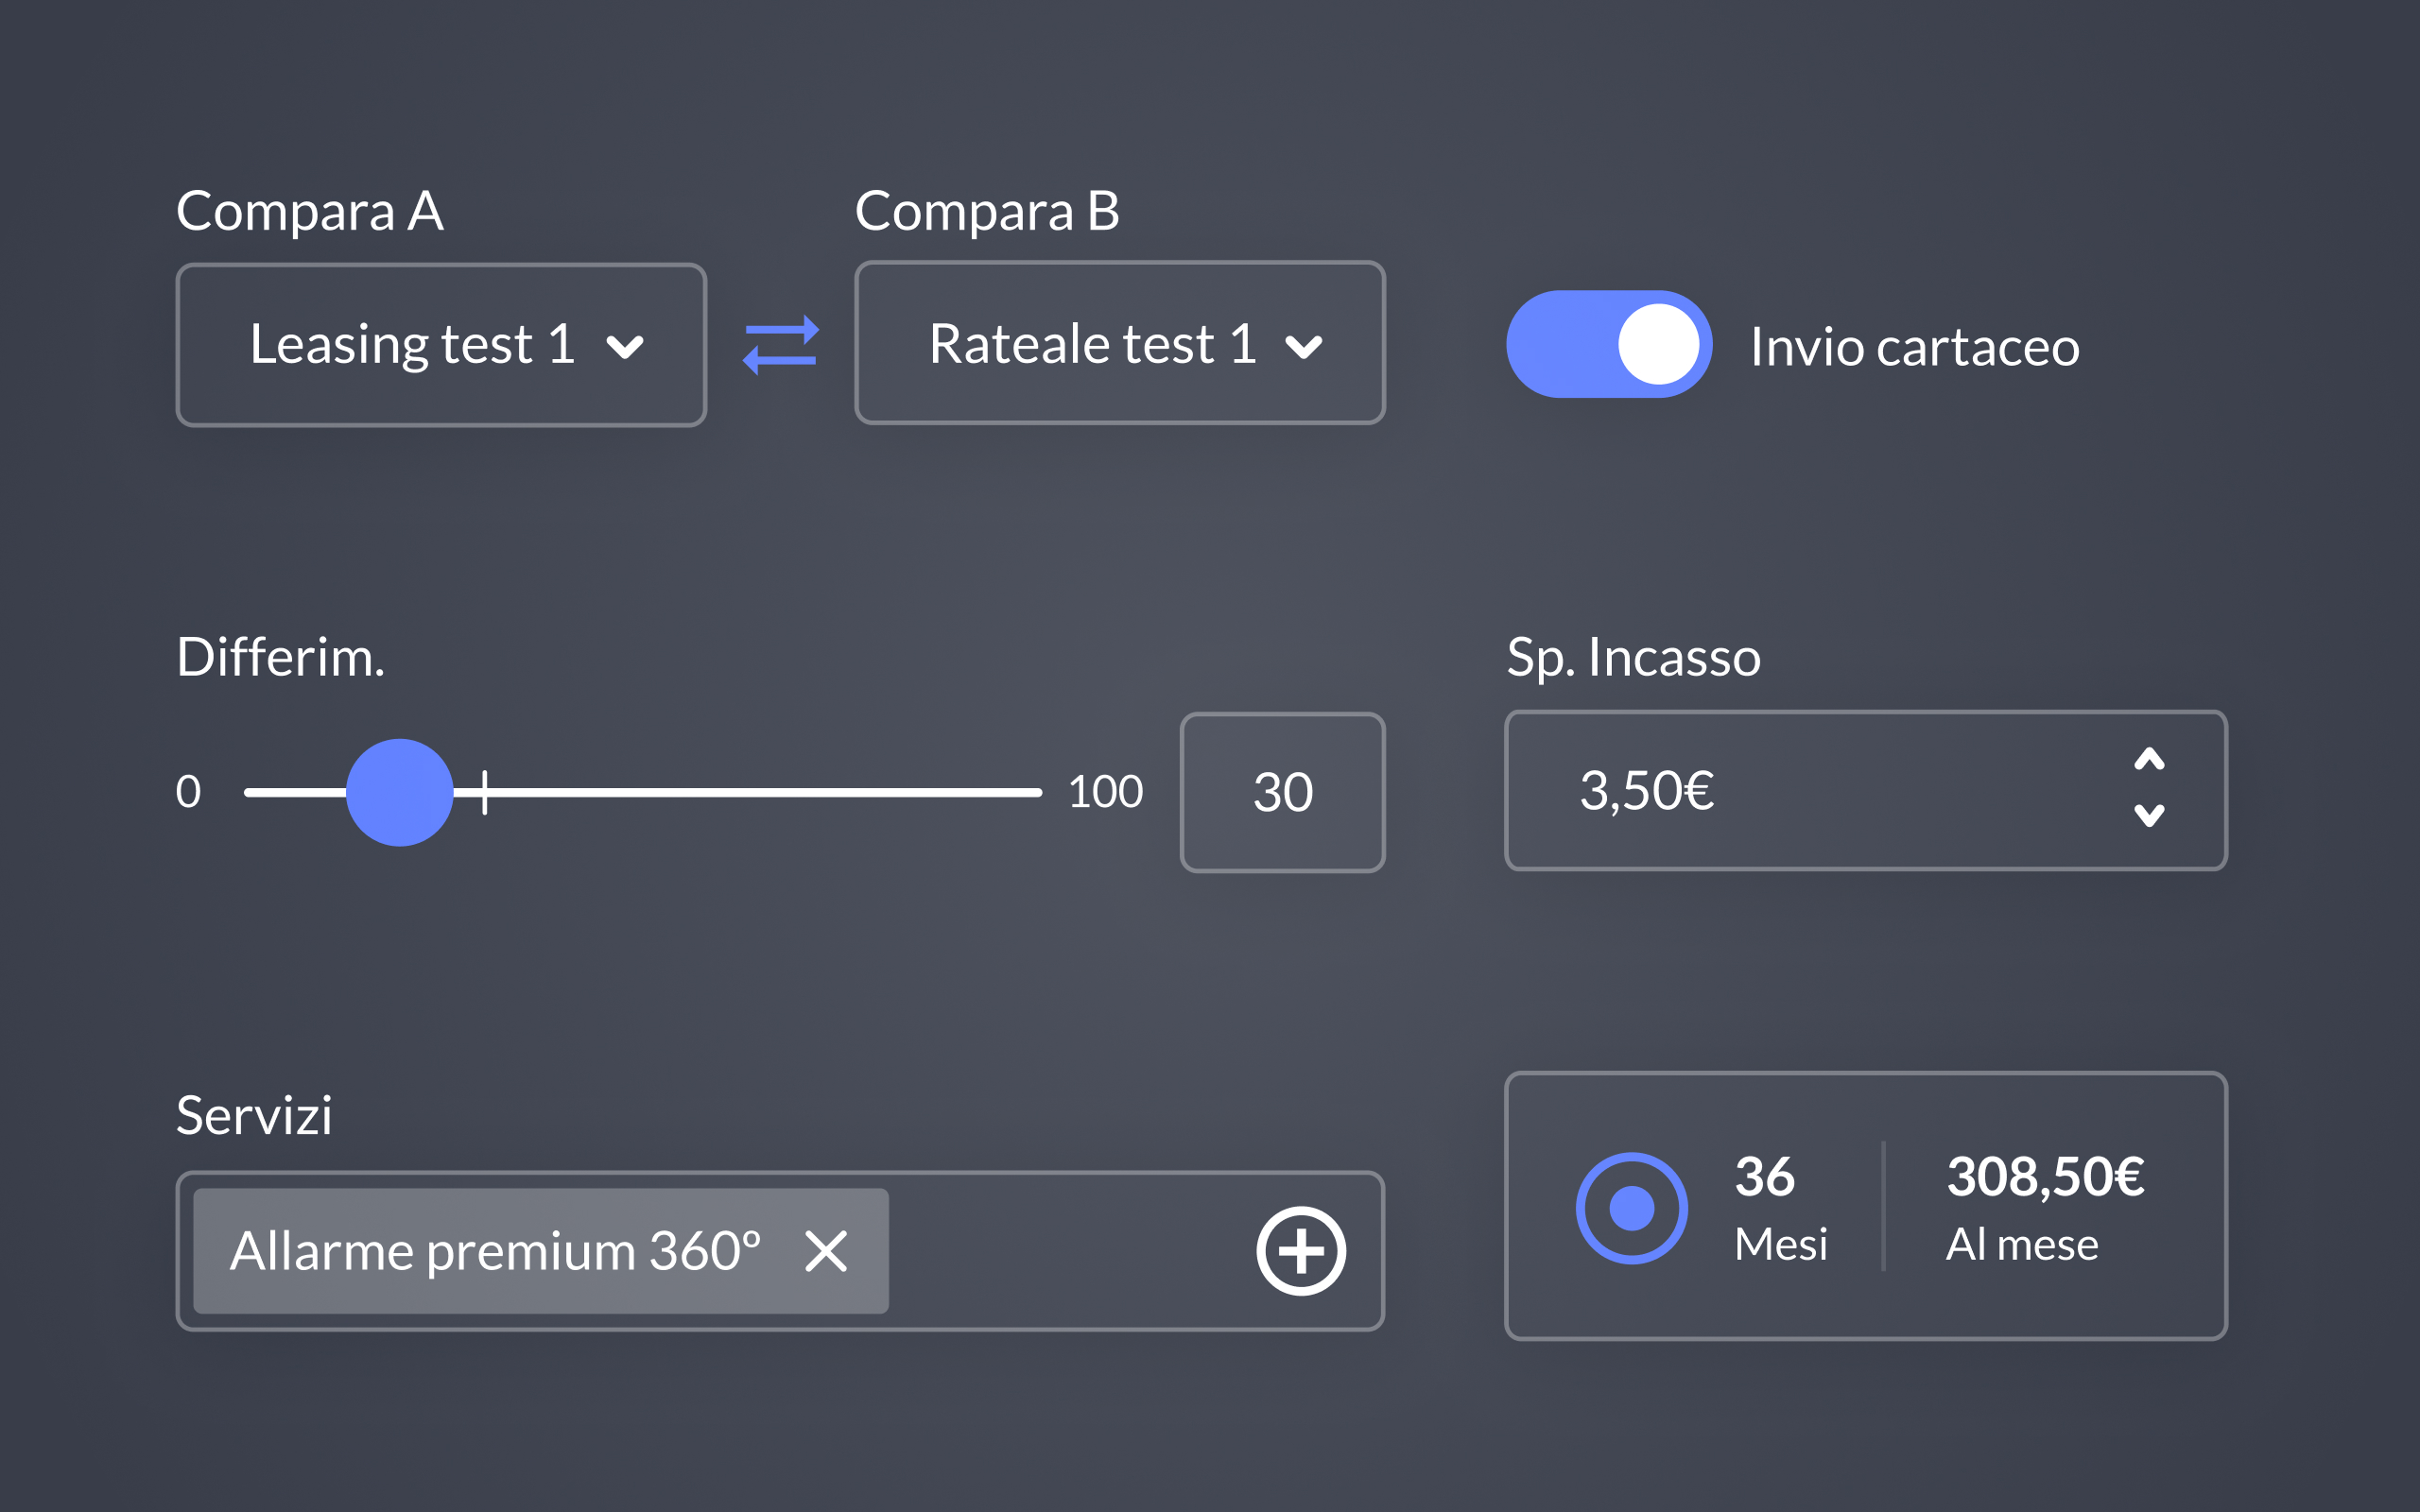 Compara A
Compara B
Leasing test 1
Rateale test 1
Invio cartaceo
Differim.
Sp. Incasso
0
100
30
3,50€
Servizi
Allarme premium 360°
36
308,50€
Mesi
Al mese